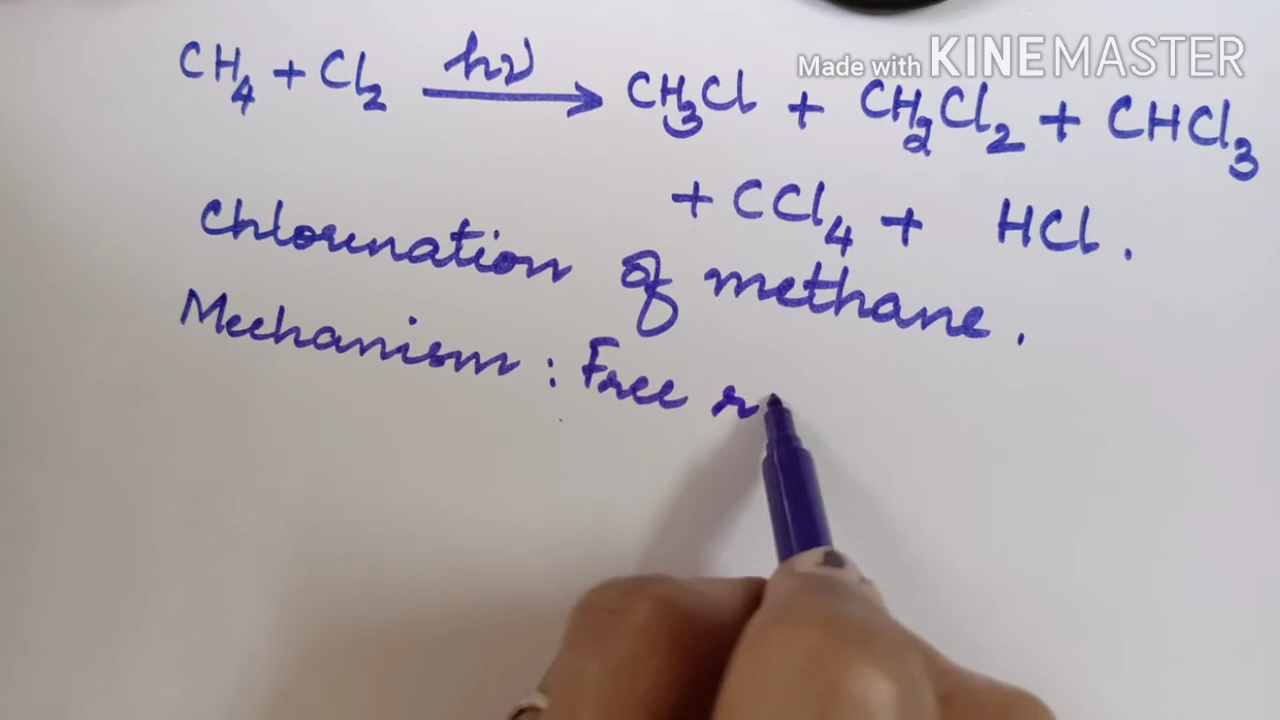 Made with KINEMASTER
CH₄ + Cl₂ hν → CH₃Cl + CH₂Cl₂ + CHCl₃
+ CCl₄ + HCl.
Chlorination of methane.
Mechanism : Free r